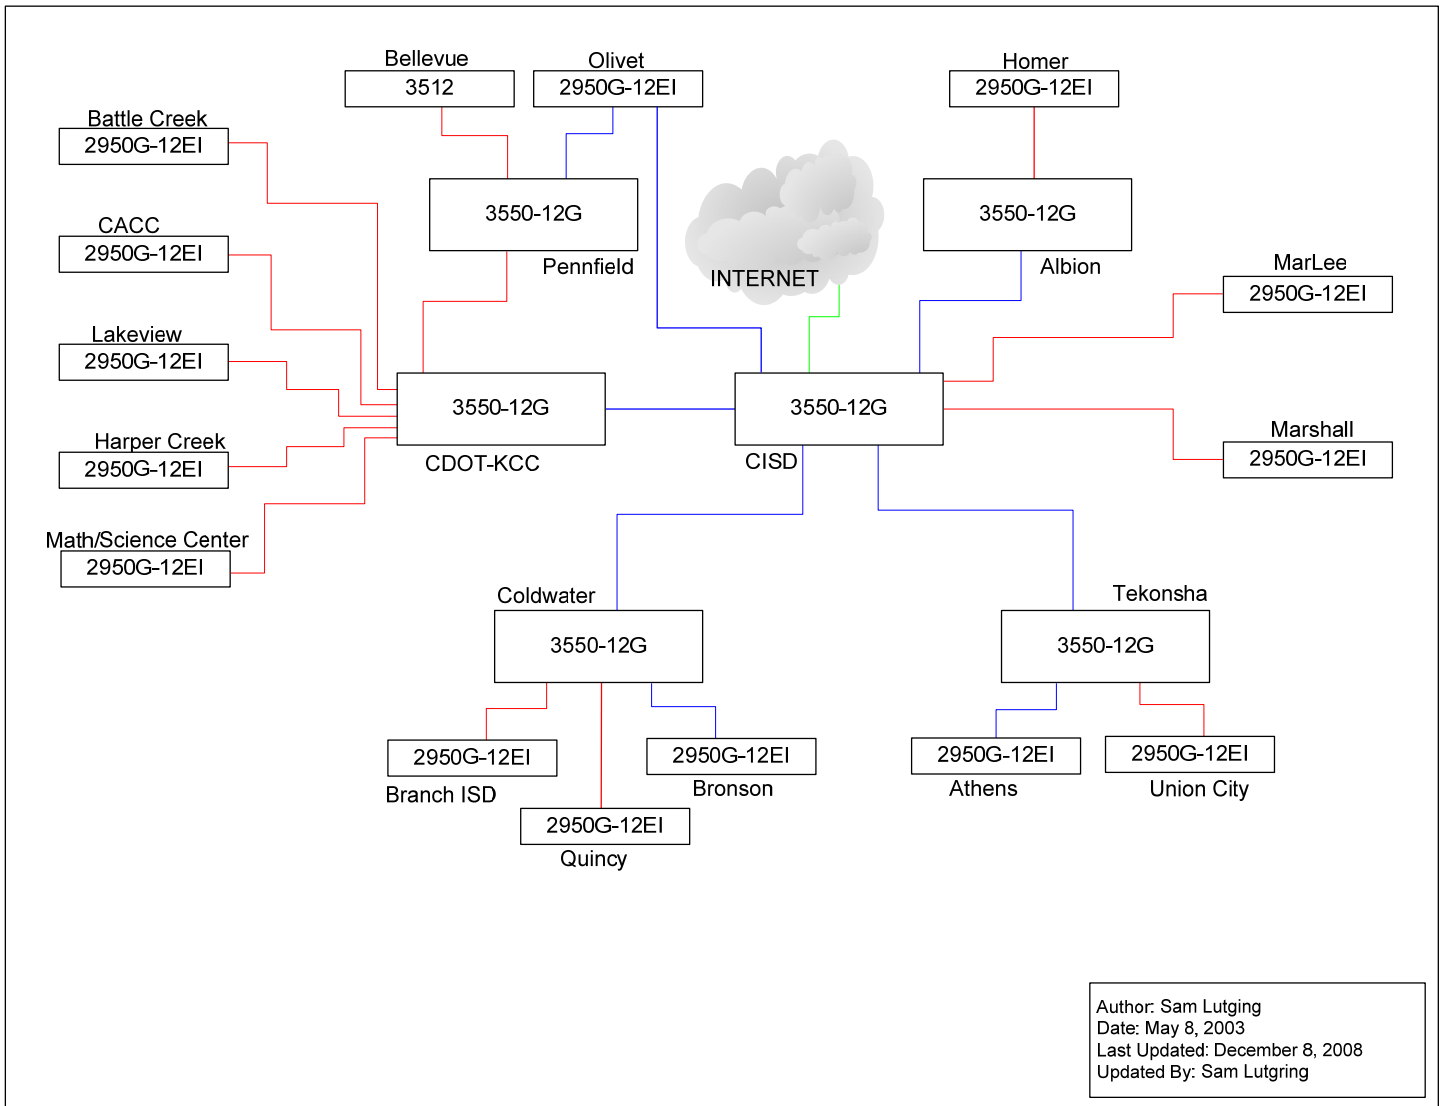 Bellevue
3512
Olivet
2950G-12EI
Homer
2950G-12EI
Battle Creek
2950G-12EI
3550-12G
Pennfield
INTERNET
3550-12G
Albion
CACC
2950G-12EI
MarLee
2950G-12EI
Lakeview
2950G-12EI
3550-12G
CDOT-KCC
3550-12G
CISD
Harper Creek
2950G-12EI
Marshall
2950G-12EI
Math/Science Center
2950G-12EI
Coldwater
3550-12G
Tekonsha
3550-12G
2950G-12EI
Branch ISD
2950G-12EI
Quincy
2950G-12EI
Bronson
2950G-12EI
Athens
2950G-12EI
Union City
Author: Sam Lutging
Date: May 8, 2003
Last Updated: December 8, 2008
Updated By: Sam Lutgring